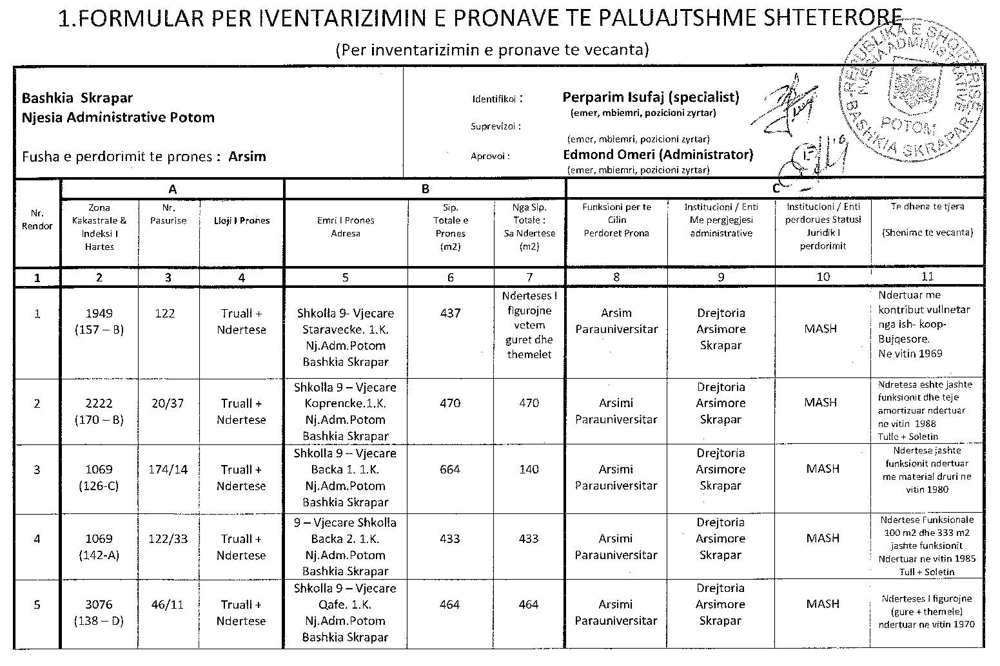 1.FORMULAR PER IVENTARIZIMIN E PRONAVE TE PALUAJTSHME SHTETERORE
(Per inventarizimin e pronave te vecanta)
REPUBLIKA E SHQIPERISE
NJESIA ADMINISTRATIVE
POTOM
BASHKIA SKRAPAR
Bashkia Skrapar
Njesia Administrative Potom
Fusha e perdorimit te prones : Arsim
Identifikoi : Perparim Isufaj (specialist)
(emer, mbiemri, pozicioni zyrtar)
Suprevizoi :
(emer, mbiemri, pozicioni zyrtar)
Aprovoi : Edmond Omeri (Administrator)
(emer, mbiemri, pozicioni zyrtar)
A B C
Nr.
Rendor
Zona
Kakastrale &
Indeksi I
Hartes
Nr.
Pasurise
Lloji I Prones
Emri I Prones
Adresa
Sip.
Totale e
Prones
(m2)
Nga Sip.
Totale :
Sa Ndertese
(m2)
Funksioni per te
Cilin
Perdoret Prona
Institucioni / Enti
Me pergjegjesi
administrative
Institucioni / Enti
perdorues Statusi
Juridik I
perdorimit
Te dhena te tjera
(Shenime te vecanta)
1 2 3 4 5 6 7 8 9 10 11
1
1949
(157 – B)
122
Truall +
Ndertese
Shkolla 9- Vjecare
Staravecke. 1.K.
Nj.Adm.Potom
Bashkia Skrapar
437
Nderteses I
figurojne
vetem
guret dhe
themelet
Arsim
Parauniversitar
Drejtoria
Arsimore
Skrapar
MASH
Ndertuar me
kontribut vullnetar
nga ish- koop-
Bujqesore.
Ne vitin 1969
2
2222
(170 – B)
20/37
Truall +
Ndertese
Shkolla 9 – Vjecare
Koprencke.1.K.
Nj.Adm.Potom
Bashkia Skrapar
470
470
Arsimi
Parauniversitar
Drejtoria
Arsimore
Skrapar
MASH
Ndretesa eshte jashte
funksionit dhe teje
amortizuar ndertuar
ne vitin 1988
Tulle + Soletin
3
1069
(126-C)
174/14
Truall +
Ndertese
Shkolla 9 – Vjecare
Backa 1. 1.K.
Nj.Adm.Potom
Bashkia Skrapar
664
140
Arsimi
Parauniversitar
Drejtoria
Arsimore
Skrapar
MASH
Ndertese jashte
funksionit ndertuar
me material druri ne
vitin 1980
4
1069
(142-A)
122/33
Truall +
Ndertese
9 – Vjecare Shkolla
Backa 2. 1.K.
Nj.Adm.Potom
Bashkia Skrapar
433
433
Arsimi
Parauniversitar
Drejtoria
Arsimore
Skrapar
MASH
Ndertese Funksionale
100 m2 dhe 333 m2
jashte funksionit
Ndertuar ne vitin 1985
Tull + Soletin
5
3076
(138 – D)
46/11
Truall +
Ndertese
Shkolla 9 – Vjecare
Qafe. 1.K.
Nj.Adm.Potom
Bashkia Skrapar
464
464
Arsimi
Parauniversitar
Drejtoria
Arsimore
Skrapar
MASH
Nderteses I figurojne
(gure + themele)
ndertuar ne vitin 1970